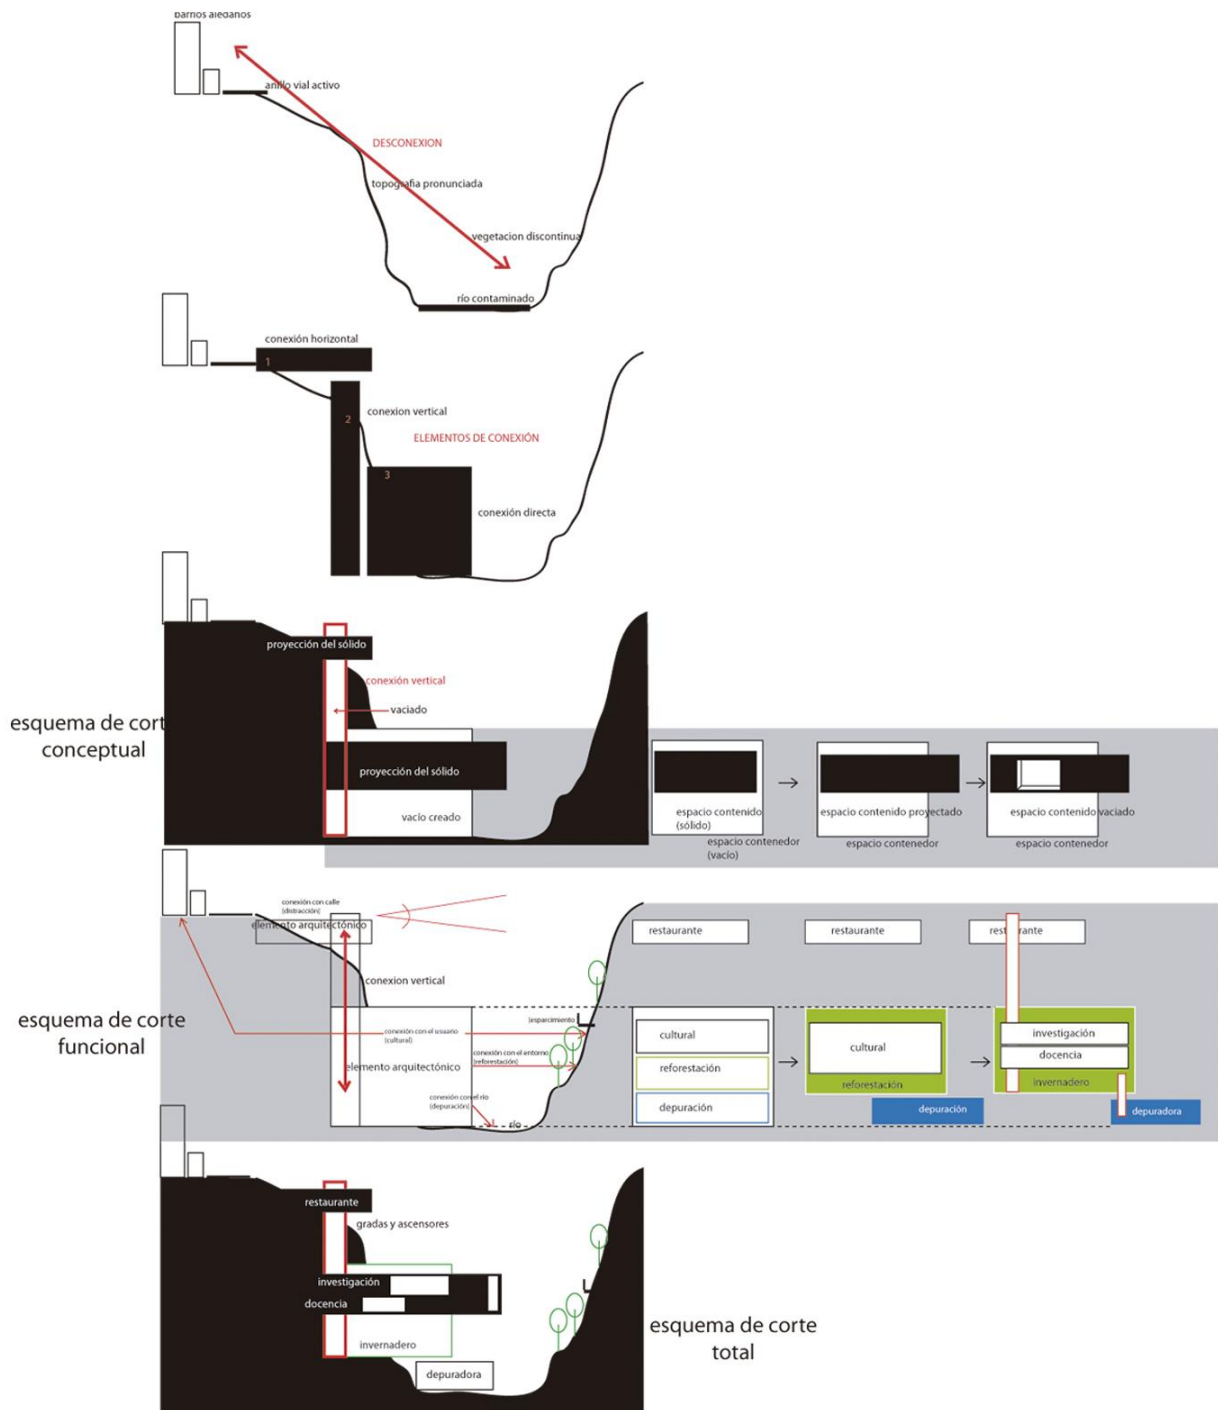 barrios aledaños
anillo vial activo
DESCONEXION
topografia pronunciada
vegetacion discontinua
río contaminado
conexión horizontal
1
conexion vertical
2
ELEMENTOS DE CONEXIÓN
3
conexión directa
proyección del sólido
conexión vertical
vaciado
esquema de cort
conceptual
proyección del sólido
vacío creado
espacio contenido
(sólido)
espacio contenedor
(vacío)
espacio contenido proyectado
espacio contenedor
espacio contenido vaciado
espacio contenedor
conexión con calle
(distracción)
elemento arquitectónico
restaurante
restaurante
restaurante
conexion vertical
esquema de corte
funcional
(esparcimiento
conexión con el usuario
(cultural)
conexión con el entorno
(reforestación)
elemento arquitectónico
conexión con el río
(depuración)
río
cultural
reforestación
depuración
cultural
reforestación
depuración
investigación
docencia
invernadero
depuradora
restaurante
gradas y ascensores
investigación
docencia
invernadero
depuradora
esquema de corte
total